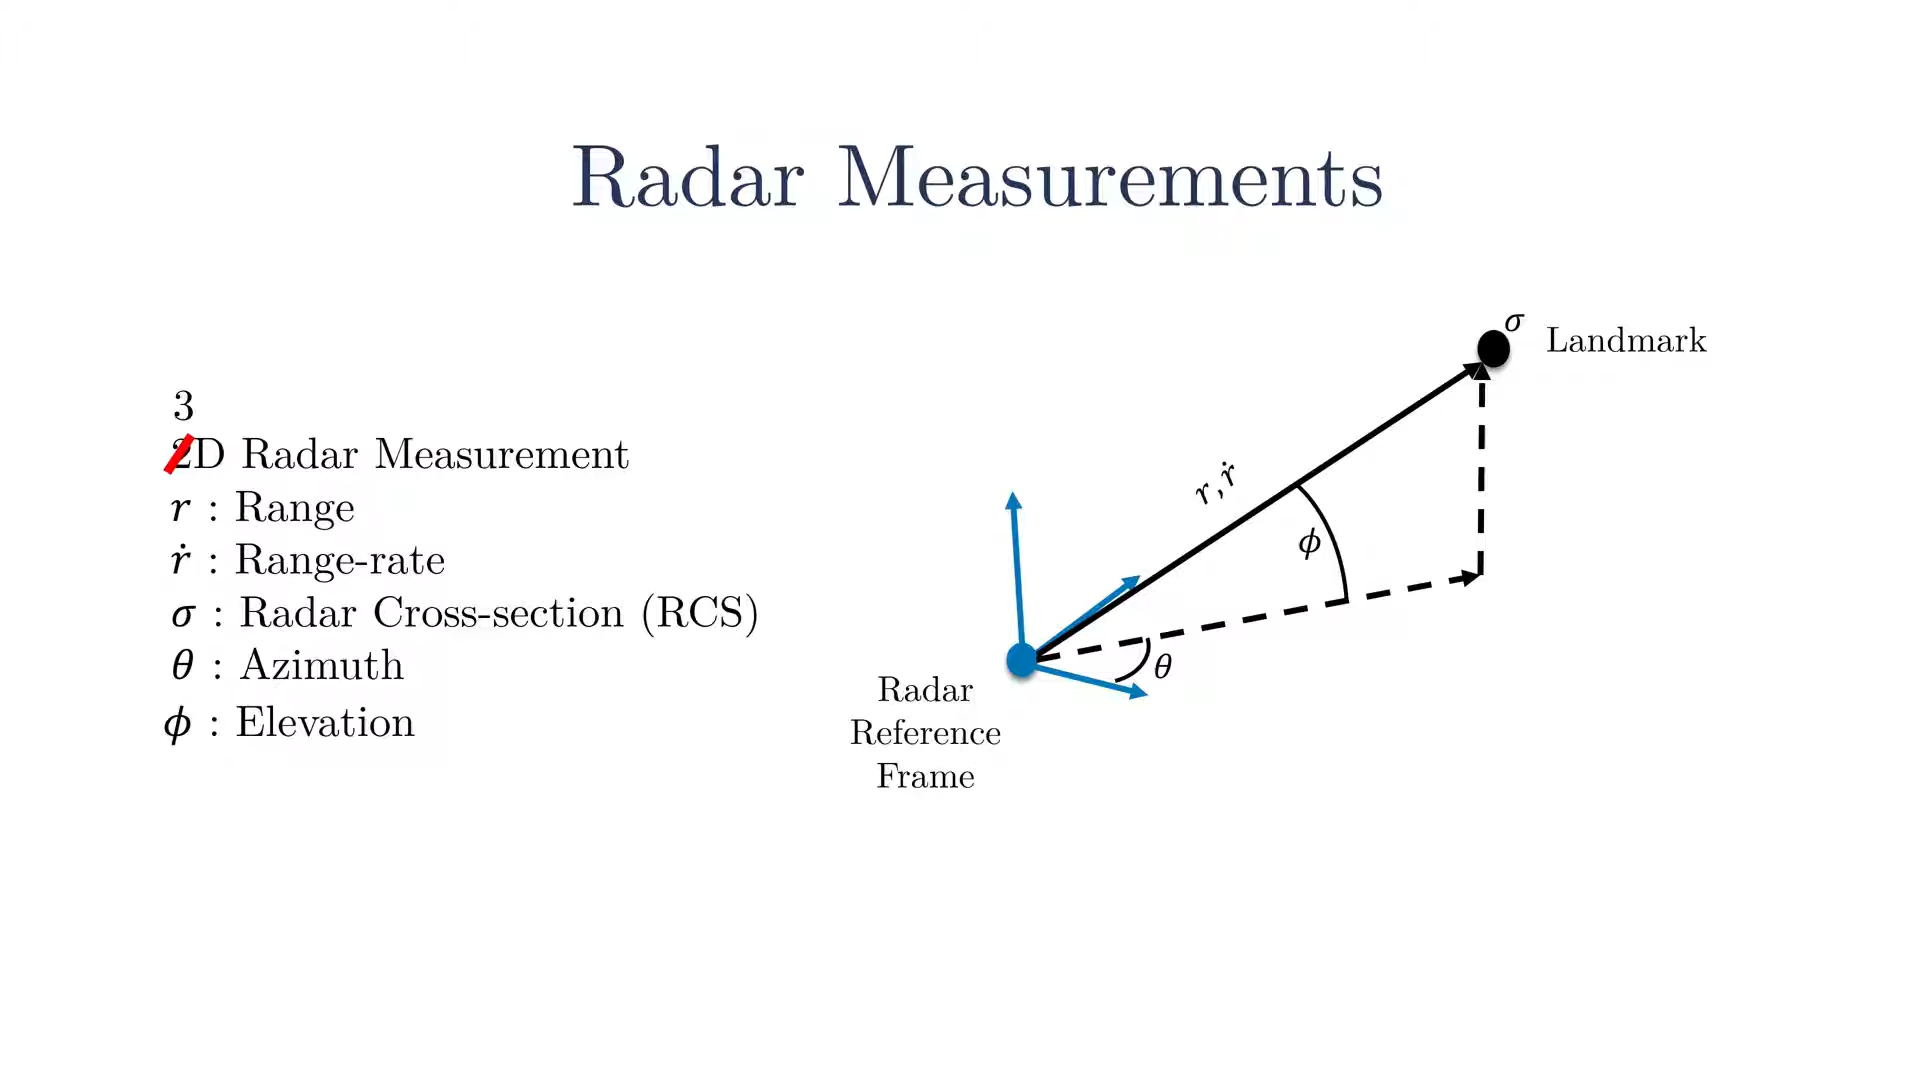 Radar Measurements
3
2D Radar Measurement
r : Range
ṙ : Range-rate
σ : Radar Cross-section (RCS)
θ : Azimuth
ϕ : Elevation
σ
Landmark
r, ṙ
ϕ
θ
Radar
Reference
Frame